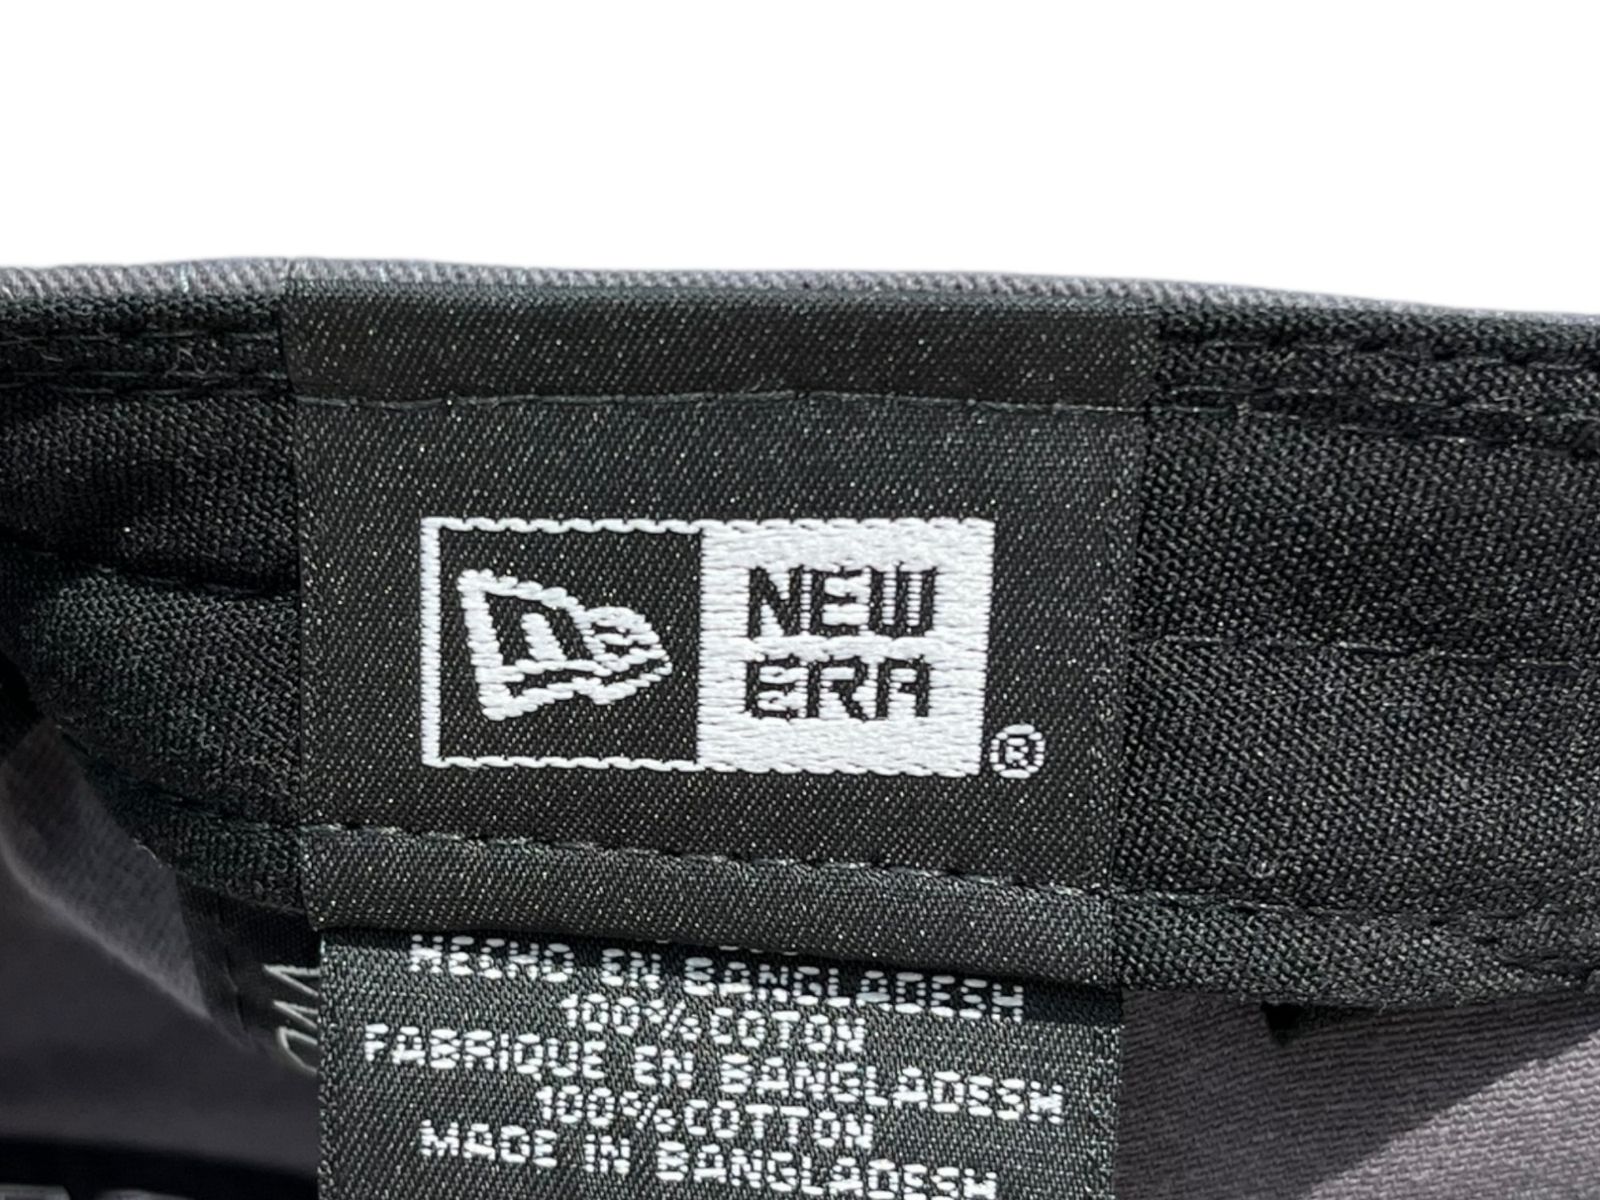 NEW
ERA
®
HECHO EN BANGLADESH
100% COTON
FABRIQUE EN BANGLADESH
100% COTTON
MADE IN BANGLADESH